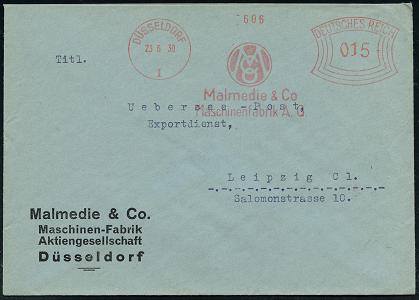 606
DÜSSELDORF
23 6 30
1
DEUTSCHES REICH
015
Titl.
Malmedie & Co
Maschinenfabrik A. G
Uebersee-Post,
Exportdienst,
Leipzig C1.
Salomonstrasse 10.
Malmedie & Co.
Maschinen-Fabrik
Aktiengesellschaft
Düsseldorf